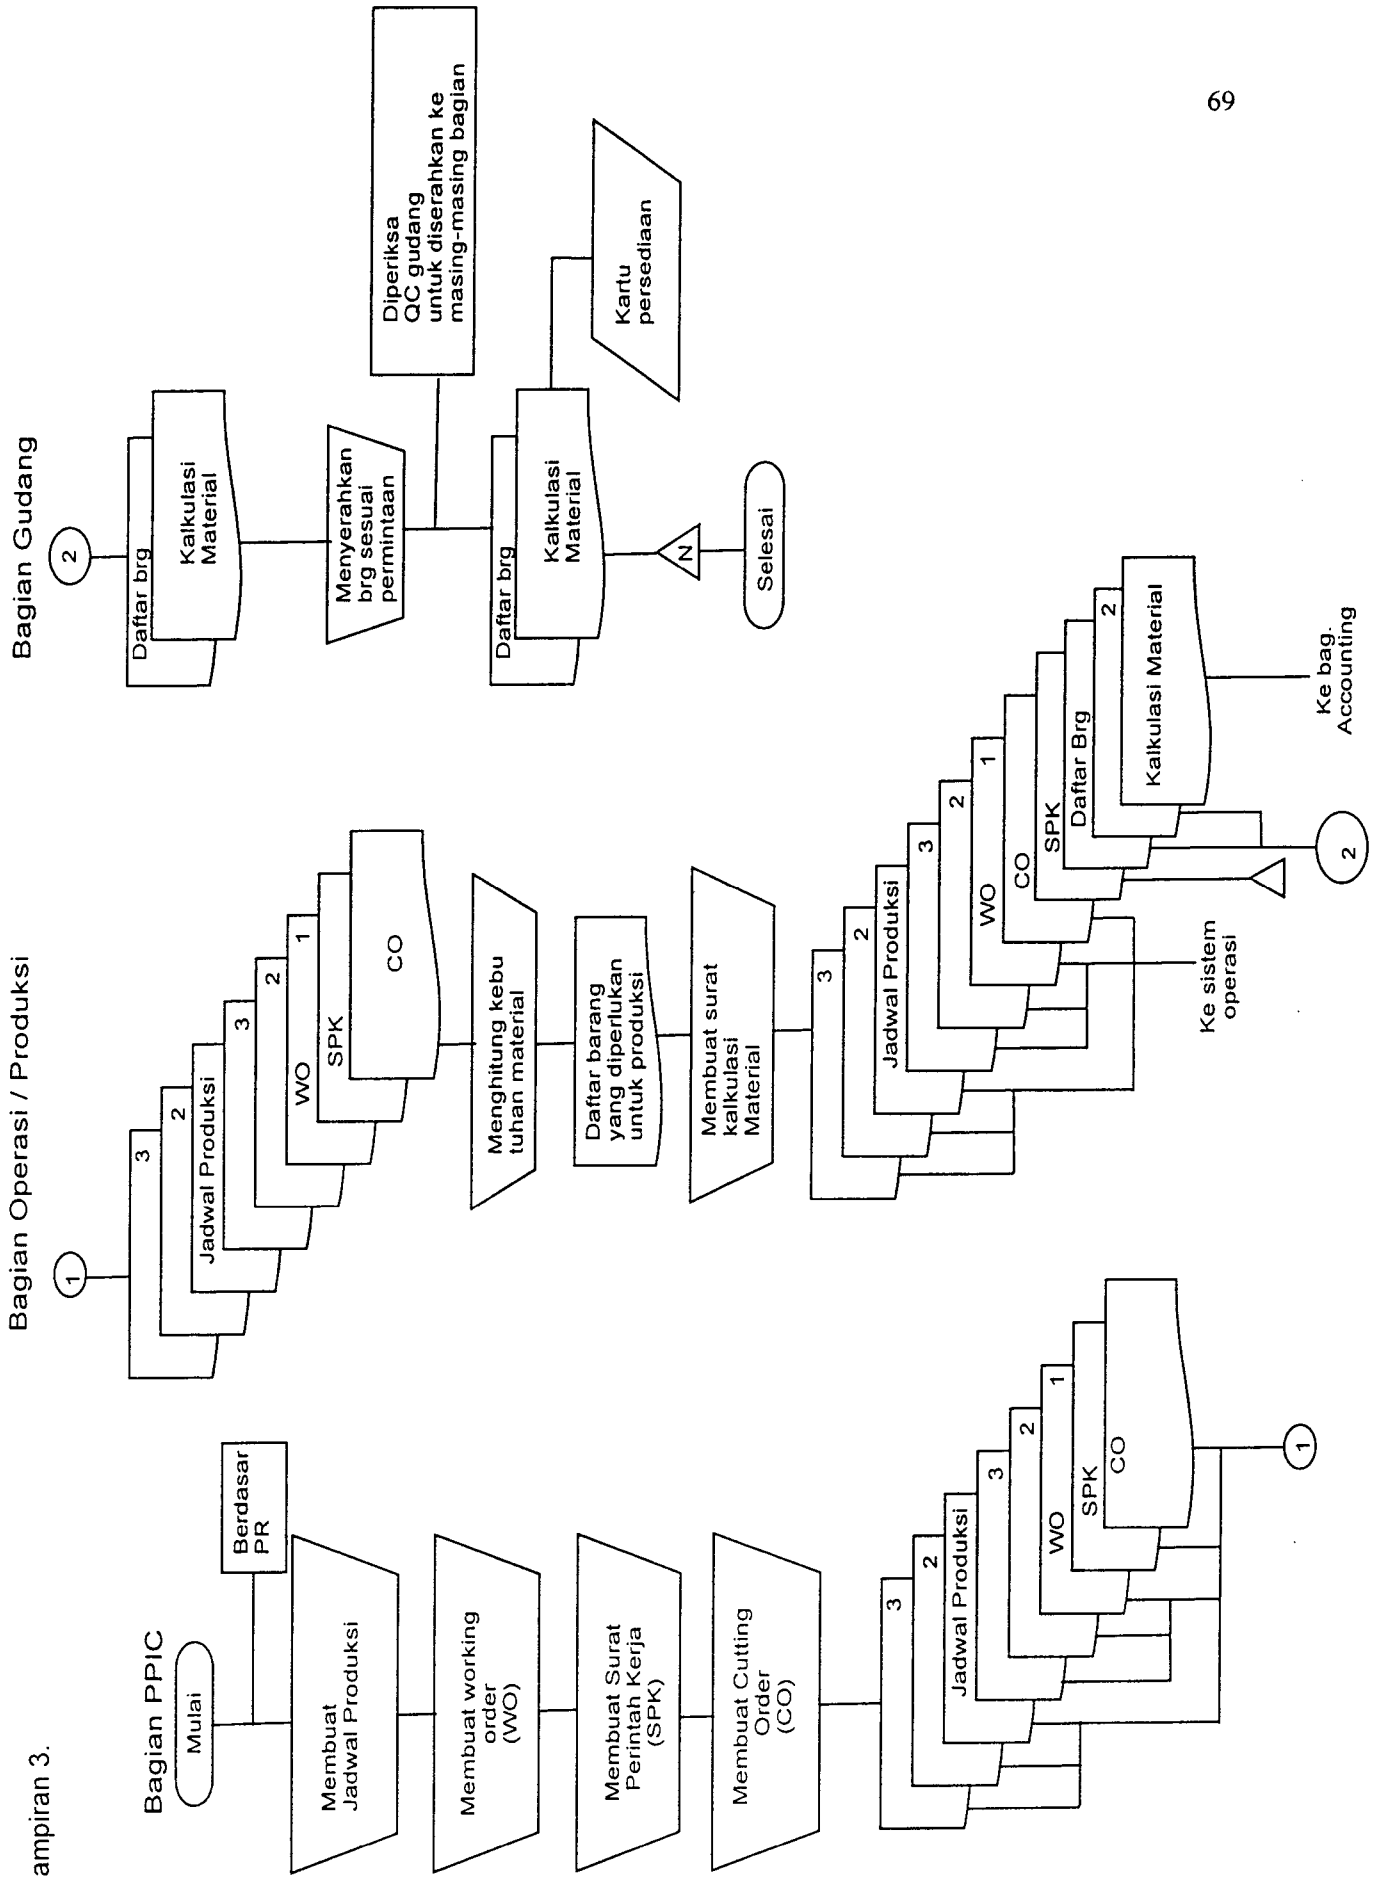 ampiran 3.
Bagian PPIC
Mulai
Berdasar
PR
Membuat
Jadwal Produksi
Membuat working
order
(WO)
Membuat Surat
Perintah Kerja
(SPK)
Membuat Cutting
Order
(CO)
3
2
Jadwal Produksi
3
2
1
WO
SPK
CO
1
Bagian Operasi / Produksi
1
3
2
Jadwal Produksi
3
2
1
WO
SPK
CO
Menghitung kebu
tuhan material
Daftar barang
yang diperlukan
untuk produksi
Membuat surat
kalkulasi
Material
3
2
Jadwal Produksi
3
2
1
WO
CO
SPK
Daftar Brg
2
Kalkulasi Material
Ke sistem
operasi
2
Ke bag.
Accounting
Bagian Gudang
2
Daftar brg
Kalkulasi
Material
Menyerahkan
brg sesuai
permintaan
Diperiksa
QC gudang
untuk diserahkan ke
masing-masing bagian
Daftar brg
Kalkulasi
Material
Kartu
persediaan
N
Selesai
69